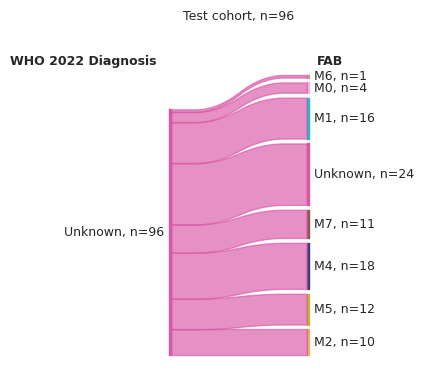 Test cohort, n=96
WHO 2022 Diagnosis
FAB
M6, n=1
M0, n=4
M1, n=16
Unknown, n=24
M7, n=11
Unknown, n=96
M4, n=18
M5, n=12
M2, n=10